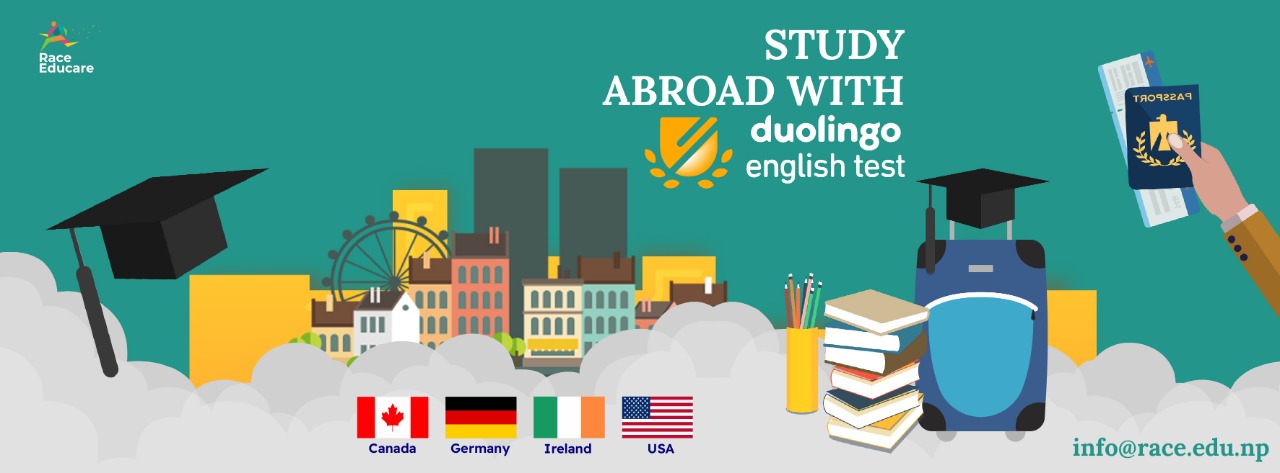 Race
Educare
STUDY
ABROAD WITH
duolingo
english test
PASSPORT
Canada
Germany
Ireland
USA
info@race.edu.np